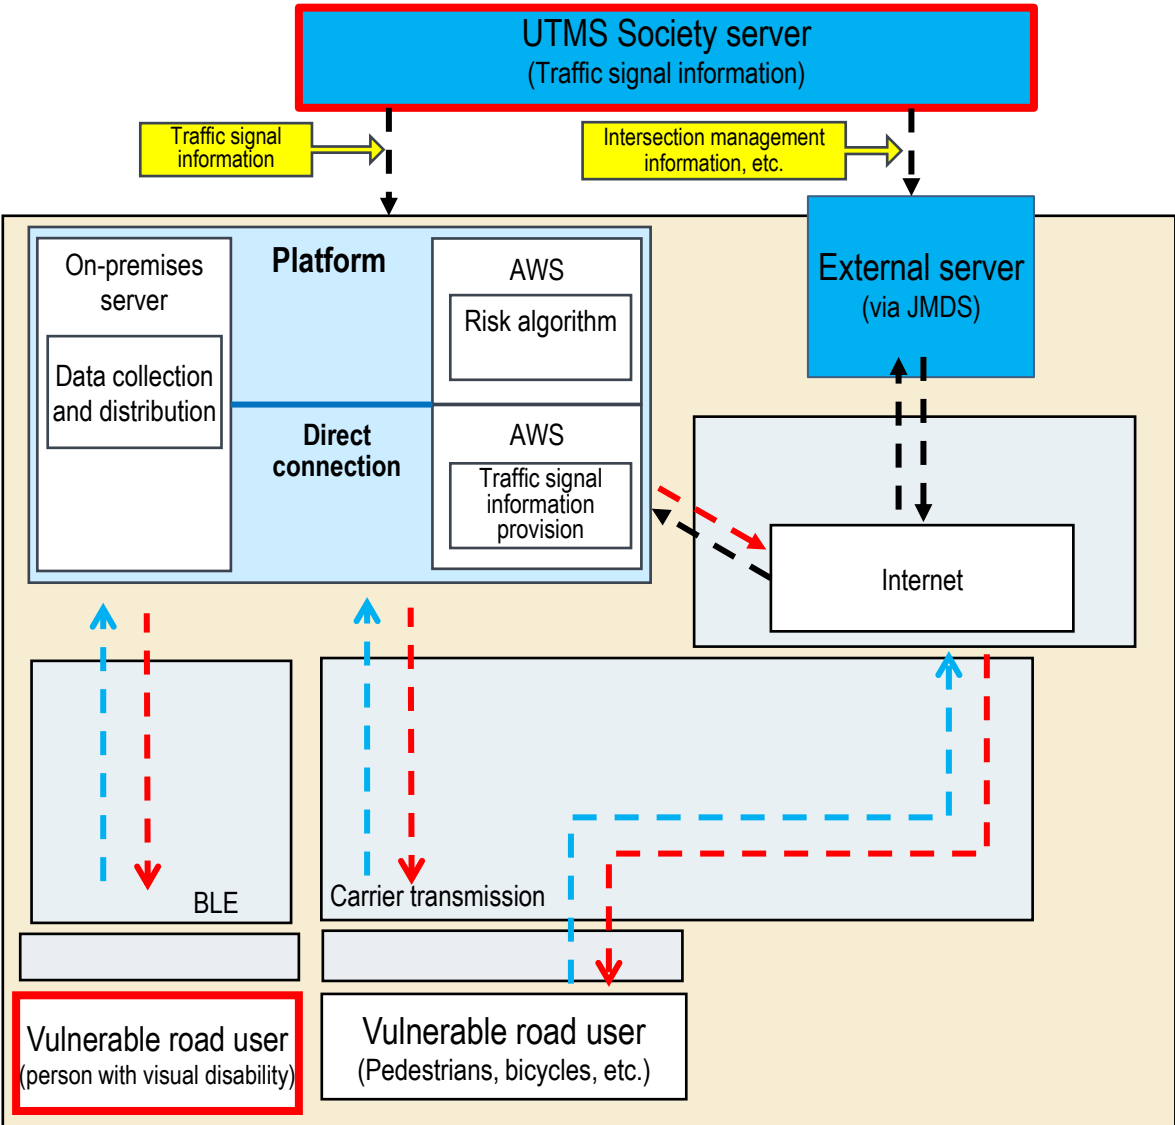 UTMS Society server
(Traffic signal information)
Traffic signal
information
Intersection management
information, etc.
On-premises
server
Data collection
and distribution
Platform
Direct
connection
AWS
Risk algorithm
AWS
Traffic signal
information
provision
External server
(via JMDS)
Internet
BLE
Carrier transmission
Vulnerable road user
(person with visual disability)
Vulnerable road user
(Pedestrians, bicycles, etc.)